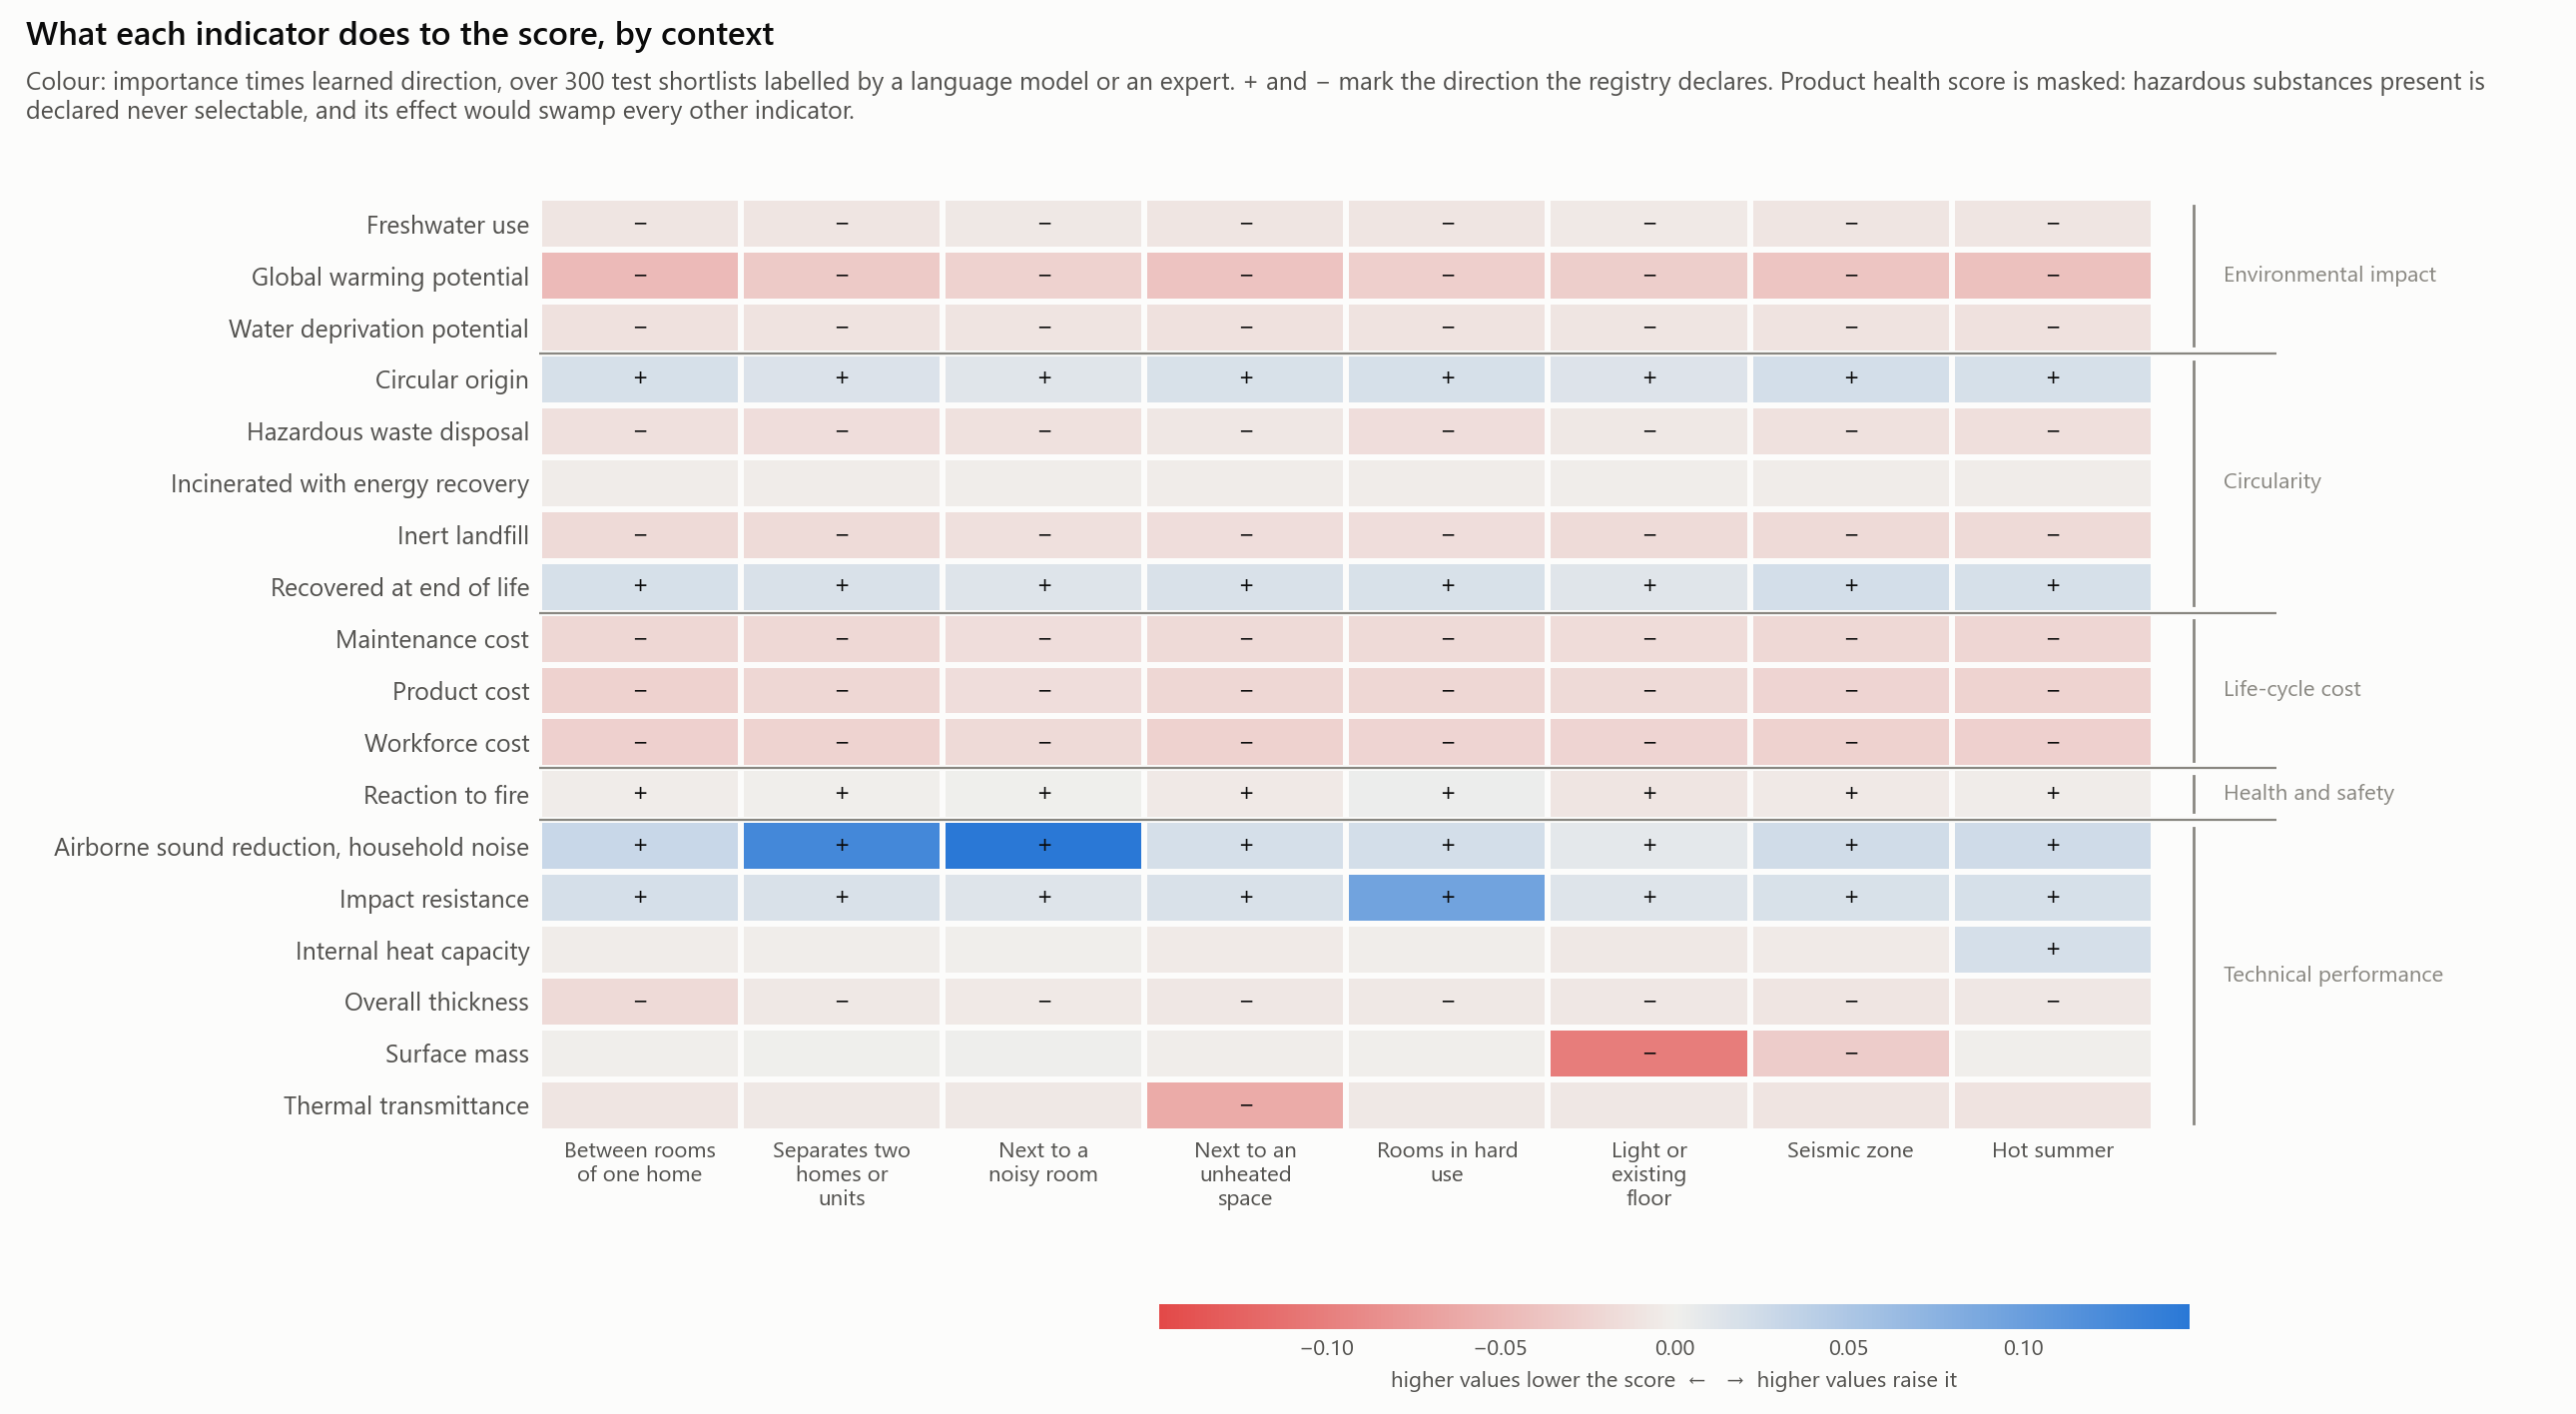 What each indicator does to the score, by context
Colour: importance times learned direction, over 300 test shortlists labelled by a language model or an expert. + and − mark the direction the registry declares. Product health score is masked: hazardous substances present is
declared never selectable, and its effect would swamp every other indicator.
Freshwater use − − − − − − − −
Global warming potential − − − − − − − − Environmental impact
Water deprivation potential − − − − − − − −
Circular origin + + + + + + + +
Hazardous waste disposal − − − − − − − −
Incinerated with energy recovery Circularity
Inert landfill − − − − − − − −
Recovered at end of life + + + + + + + +
Maintenance cost − − − − − − − −
Product cost − − − − − − − − Life-cycle cost
Workforce cost − − − − − − − −
Reaction to fire + + + + + + + + Health and safety
Airborne sound reduction, household noise + + + + + + + +
Impact resistance + + + + + + + +
Internal heat capacity +
Technical performance
Overall thickness − − − − − − − −
Surface mass − −
Thermal transmittance −
Between rooms
of one home
Separates two
homes or
units
Next to a
noisy room
Next to an
unheated
space
Rooms in hard
use
Light or
existing
floor
Seismic zone
Hot summer
−0.10 −0.05 0.00 0.05 0.10
higher values lower the score ← → higher values raise it